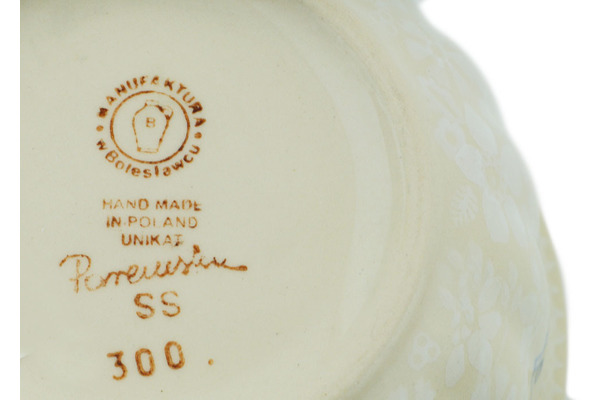 MANUFAKTURA
B
w Bolesławcu
HAND MADE
IN POLAND
UNIKAT
SS
300 .